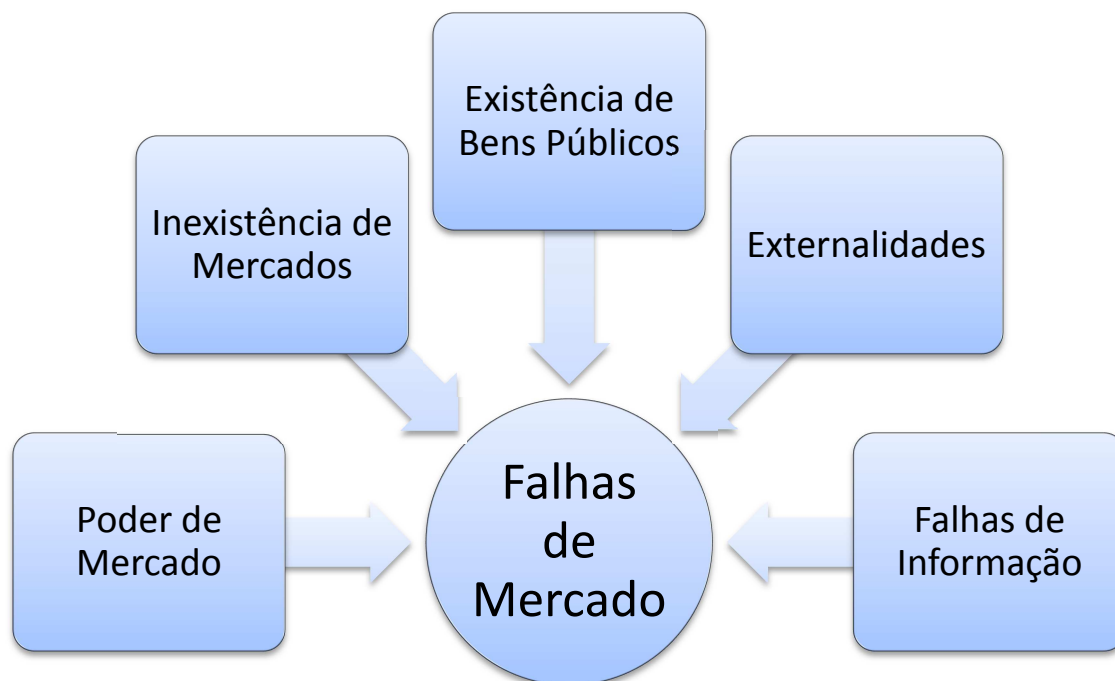 Existência de
Bens Públicos
Inexistência de
Mercados
Externalidades
Poder de
Mercado
Falhas
de
Mercado
Falhas de
Informação